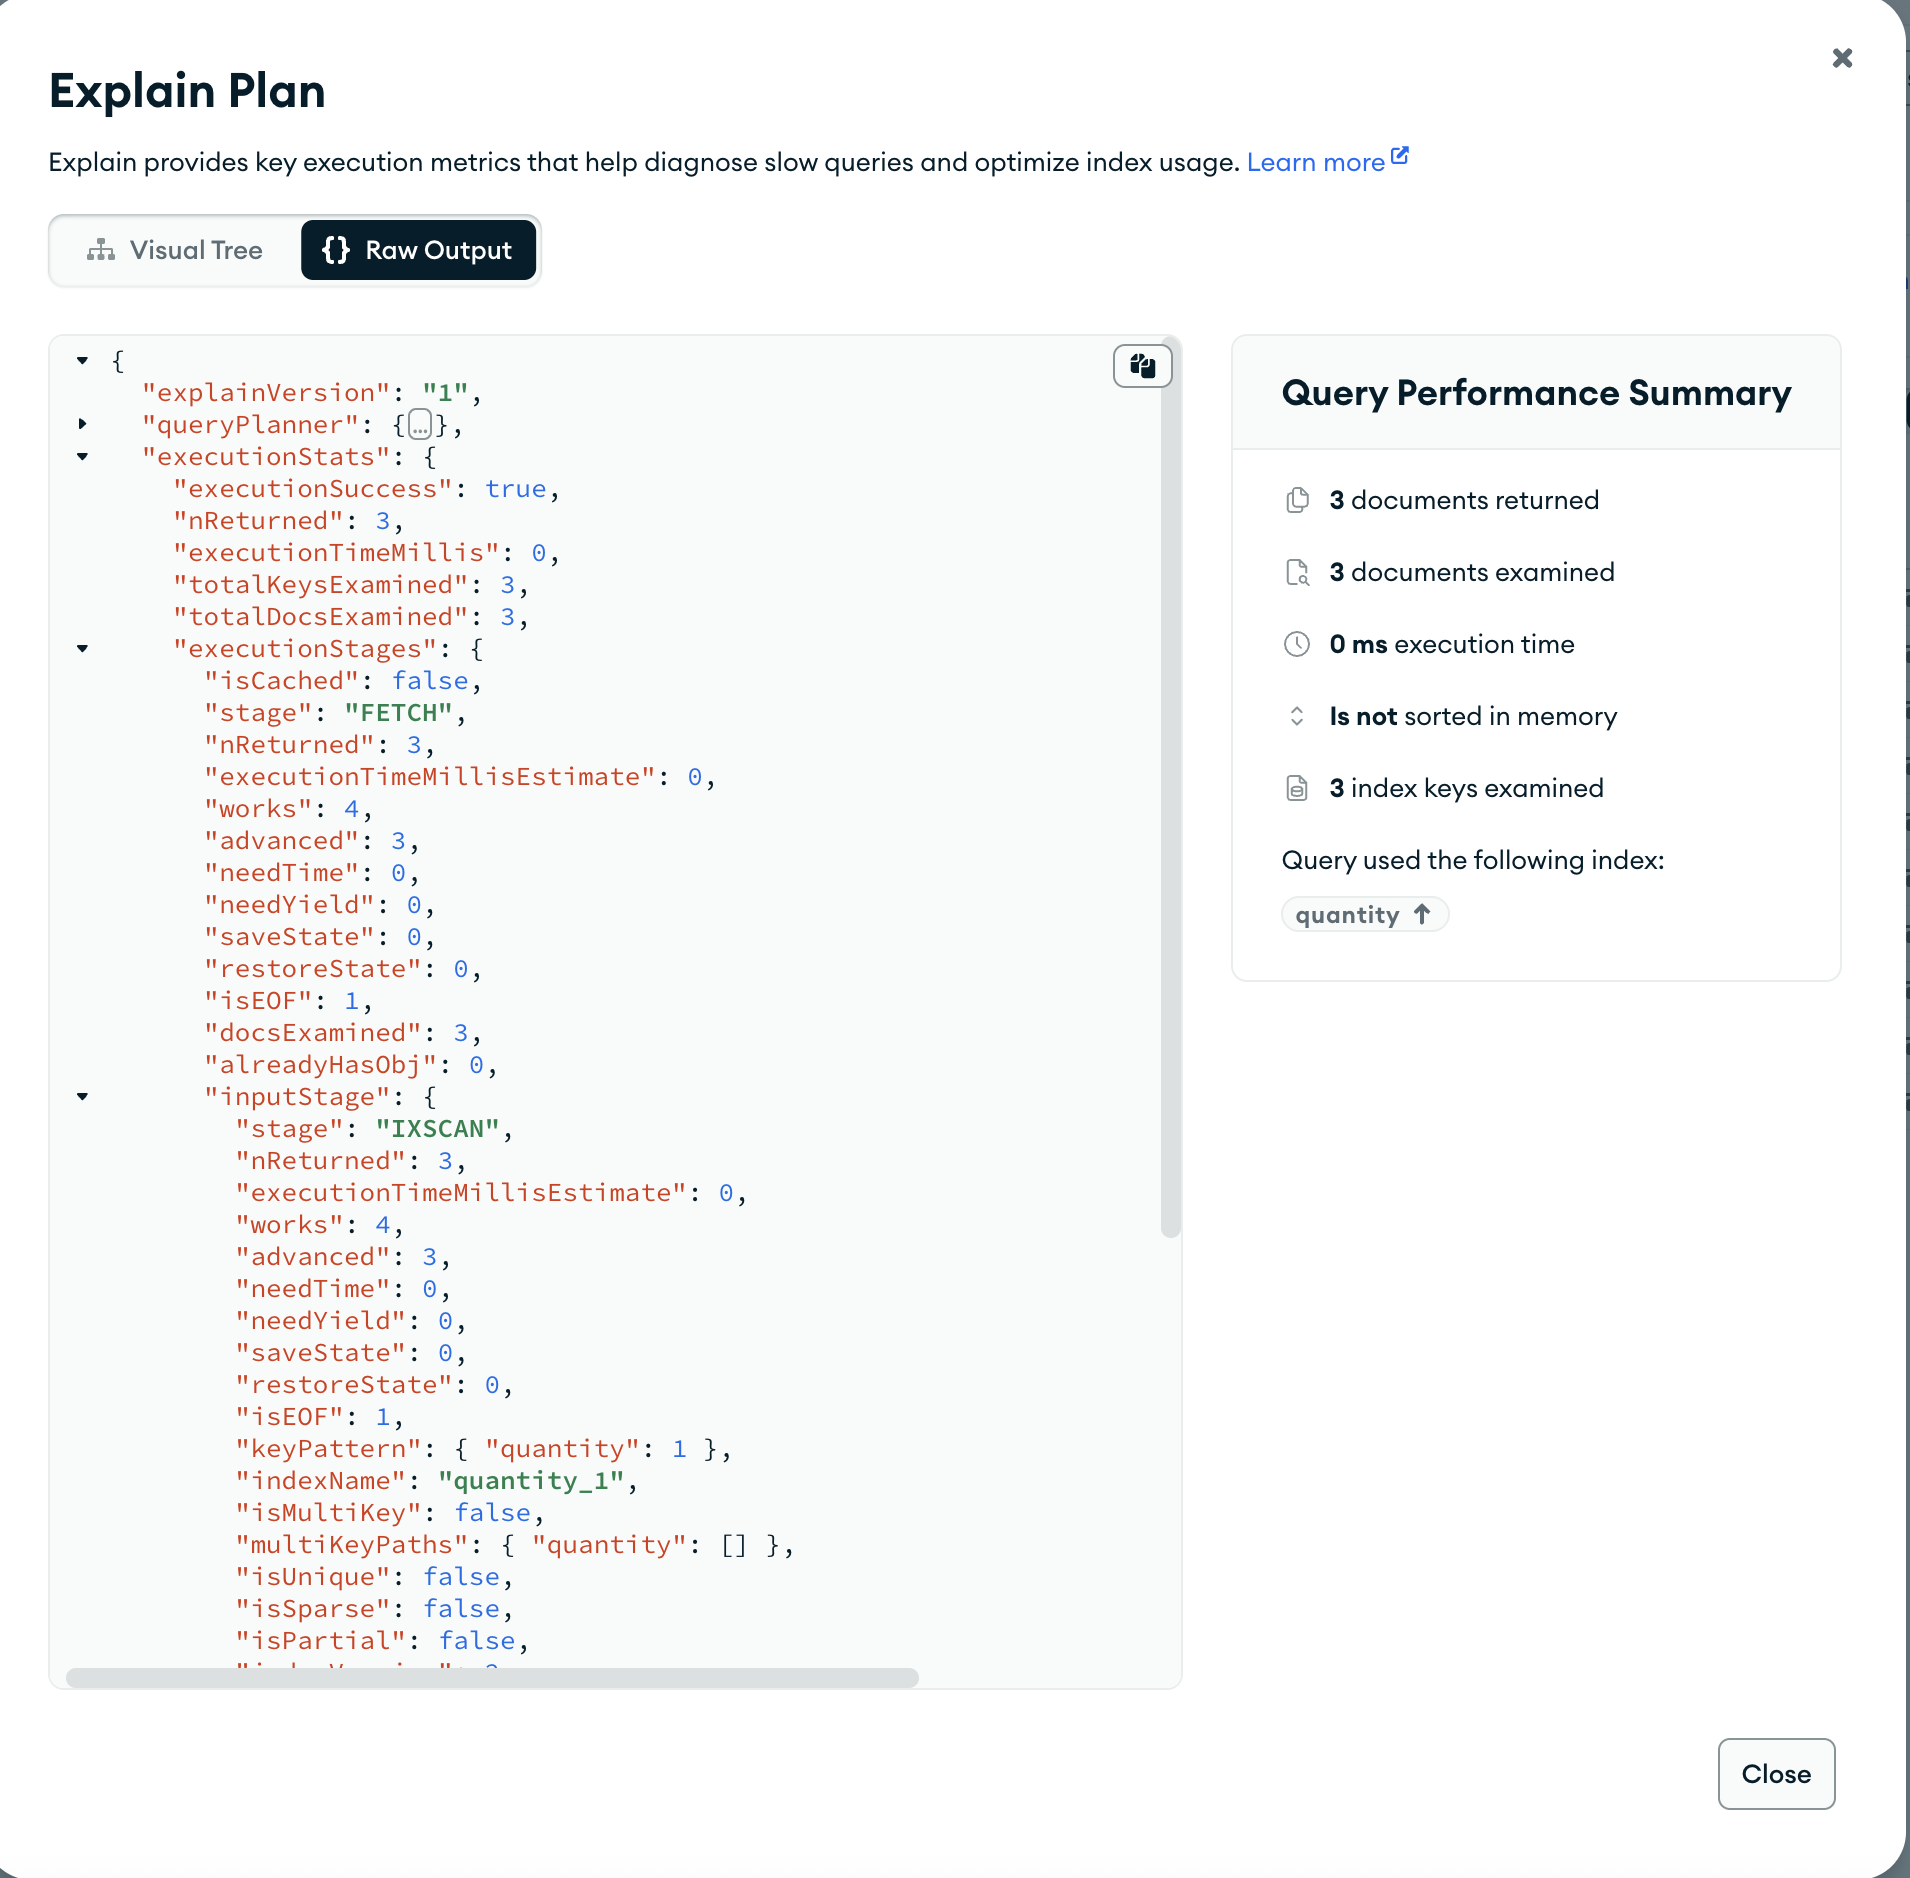 Explain Plan
Explain provides key execution metrics that help diagnose slow queries and optimize index usage. Learn more
Visual Tree
{} Raw Output
{
"explainVersion": "1",
"queryPlanner": {…},
"executionStats": {
"executionSuccess": true,
"nReturned": 3,
"executionTimeMillis": 0,
"totalKeysExamined": 3,
"totalDocsExamined": 3,
"executionStages": {
"isCached": false,
"stage": "FETCH",
"nReturned": 3,
"executionTimeMillisEstimate": 0,
"works": 4,
"advanced": 3,
"needTime": 0,
"needYield": 0,
"saveState": 0,
"restoreState": 0,
"isEOF": 1,
"docsExamined": 3,
"alreadyHasObj": 0,
"inputStage": {
"stage": "IXSCAN",
"nReturned": 3,
"executionTimeMillisEstimate": 0,
"works": 4,
"advanced": 3,
"needTime": 0,
"needYield": 0,
"saveState": 0,
"restoreState": 0,
"isEOF": 1,
"keyPattern": { "quantity": 1 },
"indexName": "quantity_1",
"isMultiKey": false,
"multiKeyPaths": { "quantity": [] },
"isUnique": false,
"isSparse": false,
"isPartial": false,
Query Performance Summary
3 documents returned
3 documents examined
0 ms execution time
Is not sorted in memory
3 index keys examined
Query used the following index:
quantity ↑
Close